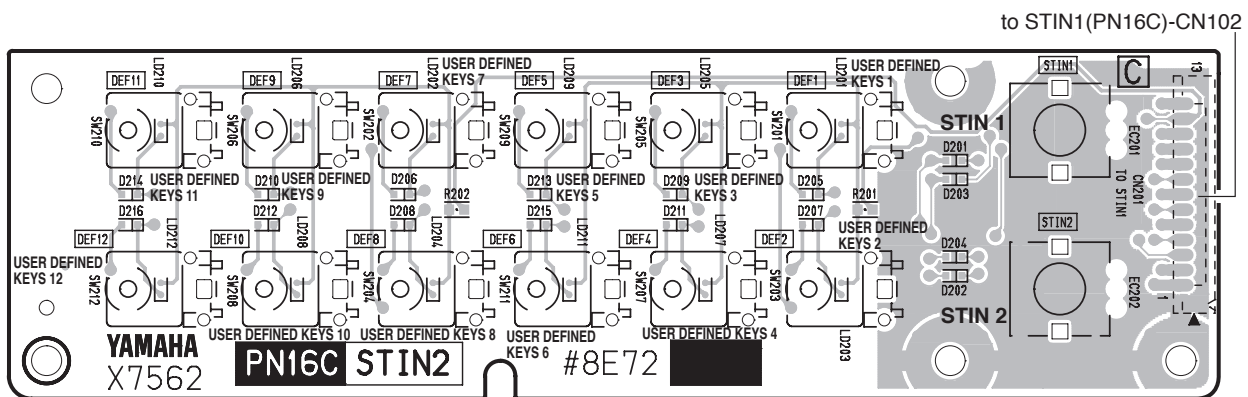 to STIN1(PN16C)-CN102
DEF11
LD210
DEF9
LD206
DEF7
LD202
USER DEFINED
KEYS 7
DEF5
LD209
DEF3
LD205
DEF1
LD201
USER DEFINED
KEYS 1
STIN1
C
13
SW210
SW206
SW202
SW209
SW205
SW201
STIN 1
EC201
D201
D203
CN201
TO STIN1
D214
USER DEFINED
KEYS 11
D210
USER DEFINED
KEYS 9
D206
R202
D213
USER DEFINED
KEYS 5
D209
USER DEFINED
KEYS 3
D205
R201
D216
LD212
D212
LD208
D208
LD204
D215
LD211
D211
LD207
D207
USER DEFINED
KEYS 2
STIN2
DEF12
DEF10
DEF8
DEF6
DEF4
DEF2
D204
D202
USER DEFINED
KEYS 12
SW212
SW208
SW204
SW211
SW207
SW203
EC202
1
STIN 2
USER DEFINED KEYS 10
USER DEFINED KEYS 8
USER DEFINED
KEYS 6
USER DEFINED KEYS 4
LD203
YAMAHA
X7562
PN16C STIN2
#8E72